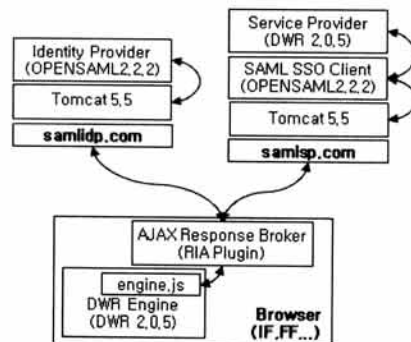 Identity Provider
(OPENSAML2,2,2)
Tomcat 5,5
samlidp.com
Service Provider
(DWR 2,0,5)
SAML SSO Client
(OPENSAML2,2,2)
Tomcat 5,5
samlsp.com
AJAX Response Broker
(RIA Plugin)
engine.js
DWR Engine
(DWR 2,0,5)
Browser
(IF,FF...)